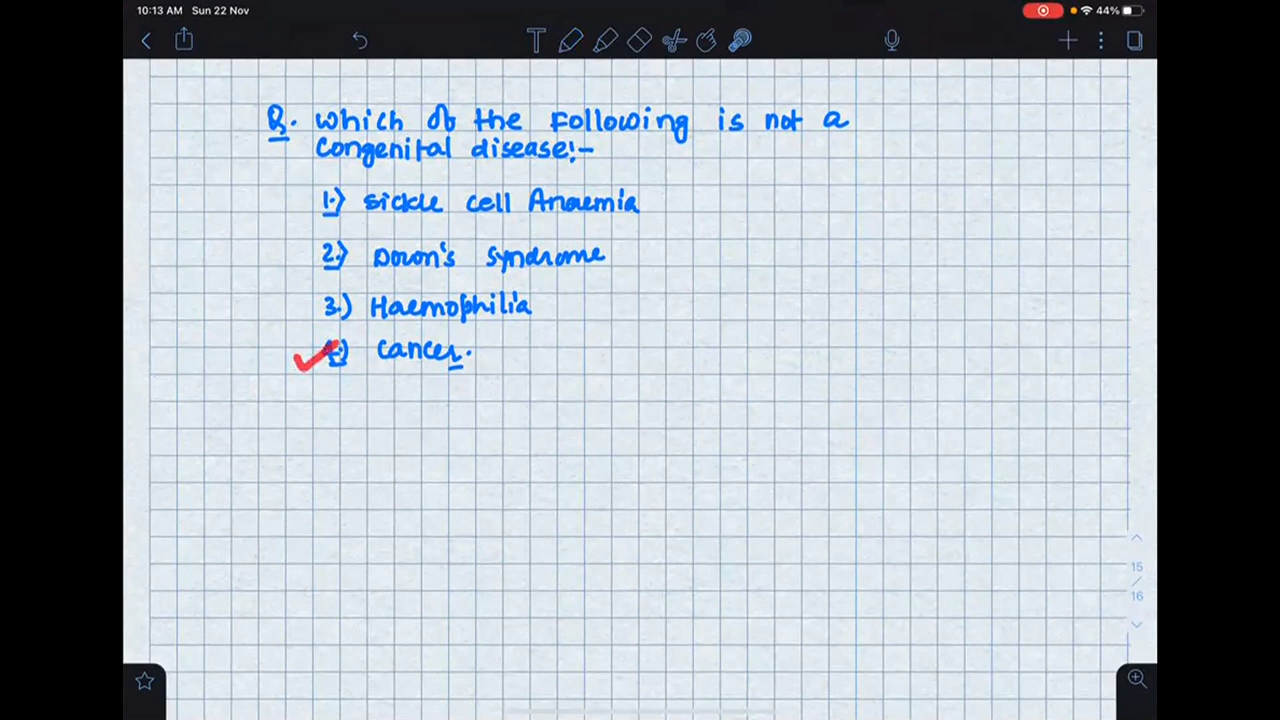 10:13 AM Sun 22 Nov
44%
Q. Which of the Following is not a
Congenital disease:-
1.) Sickle cell Anaemia
2.) Down's Syndrome
3.) Haemophilia
4.) Cancer.
15
/
16